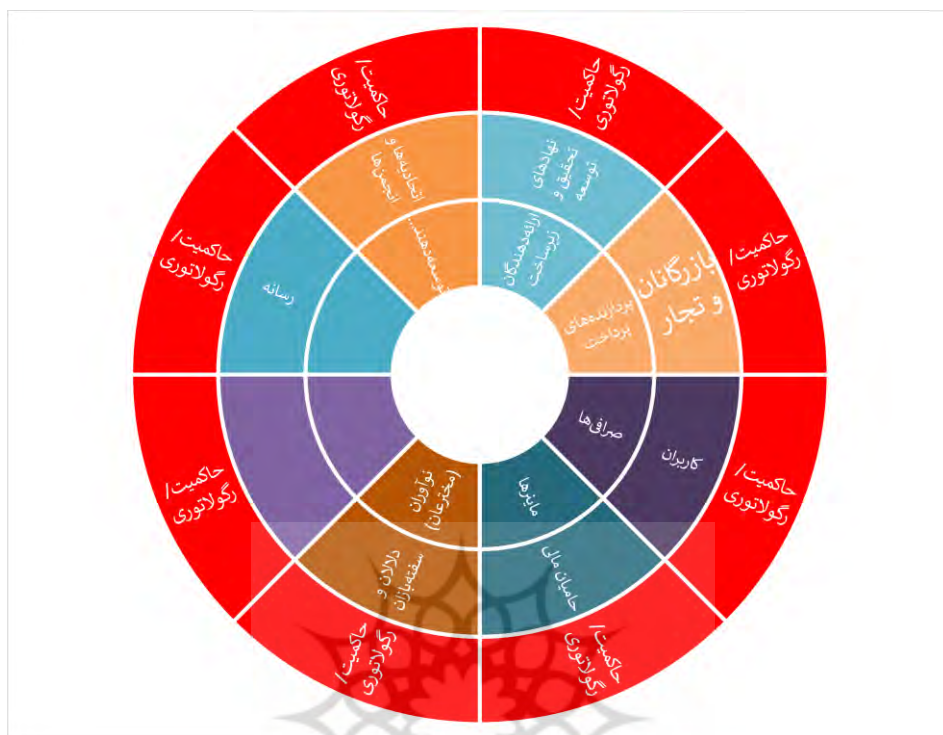 حاکمیت/
رگولاتوری
حاکمیت/
رگولاتوری
حاکمیت/
رگولاتوری
حاکمیت/
رگولاتوری
حاکمیت/
رگولاتوری
حاکمیت/
رگولاتوری
حاکمیت/
رگولاتوری
حاکمیت/
رگولاتوری
نهادهای
تحقیق و
توسعه
بازرگانان
و تجار
کاربران
حامیان مالی
دلالان و
سفته‌بازان
رسانه
اتحادیه‌ها و
انجمن‌ها
ارائه‌دهندگان
زیرساخت
پردازنده‌های
پرداخت
صرافی‌ها
ماینرها
نوآوران
(مخترعان)
توسعه‌دهند...